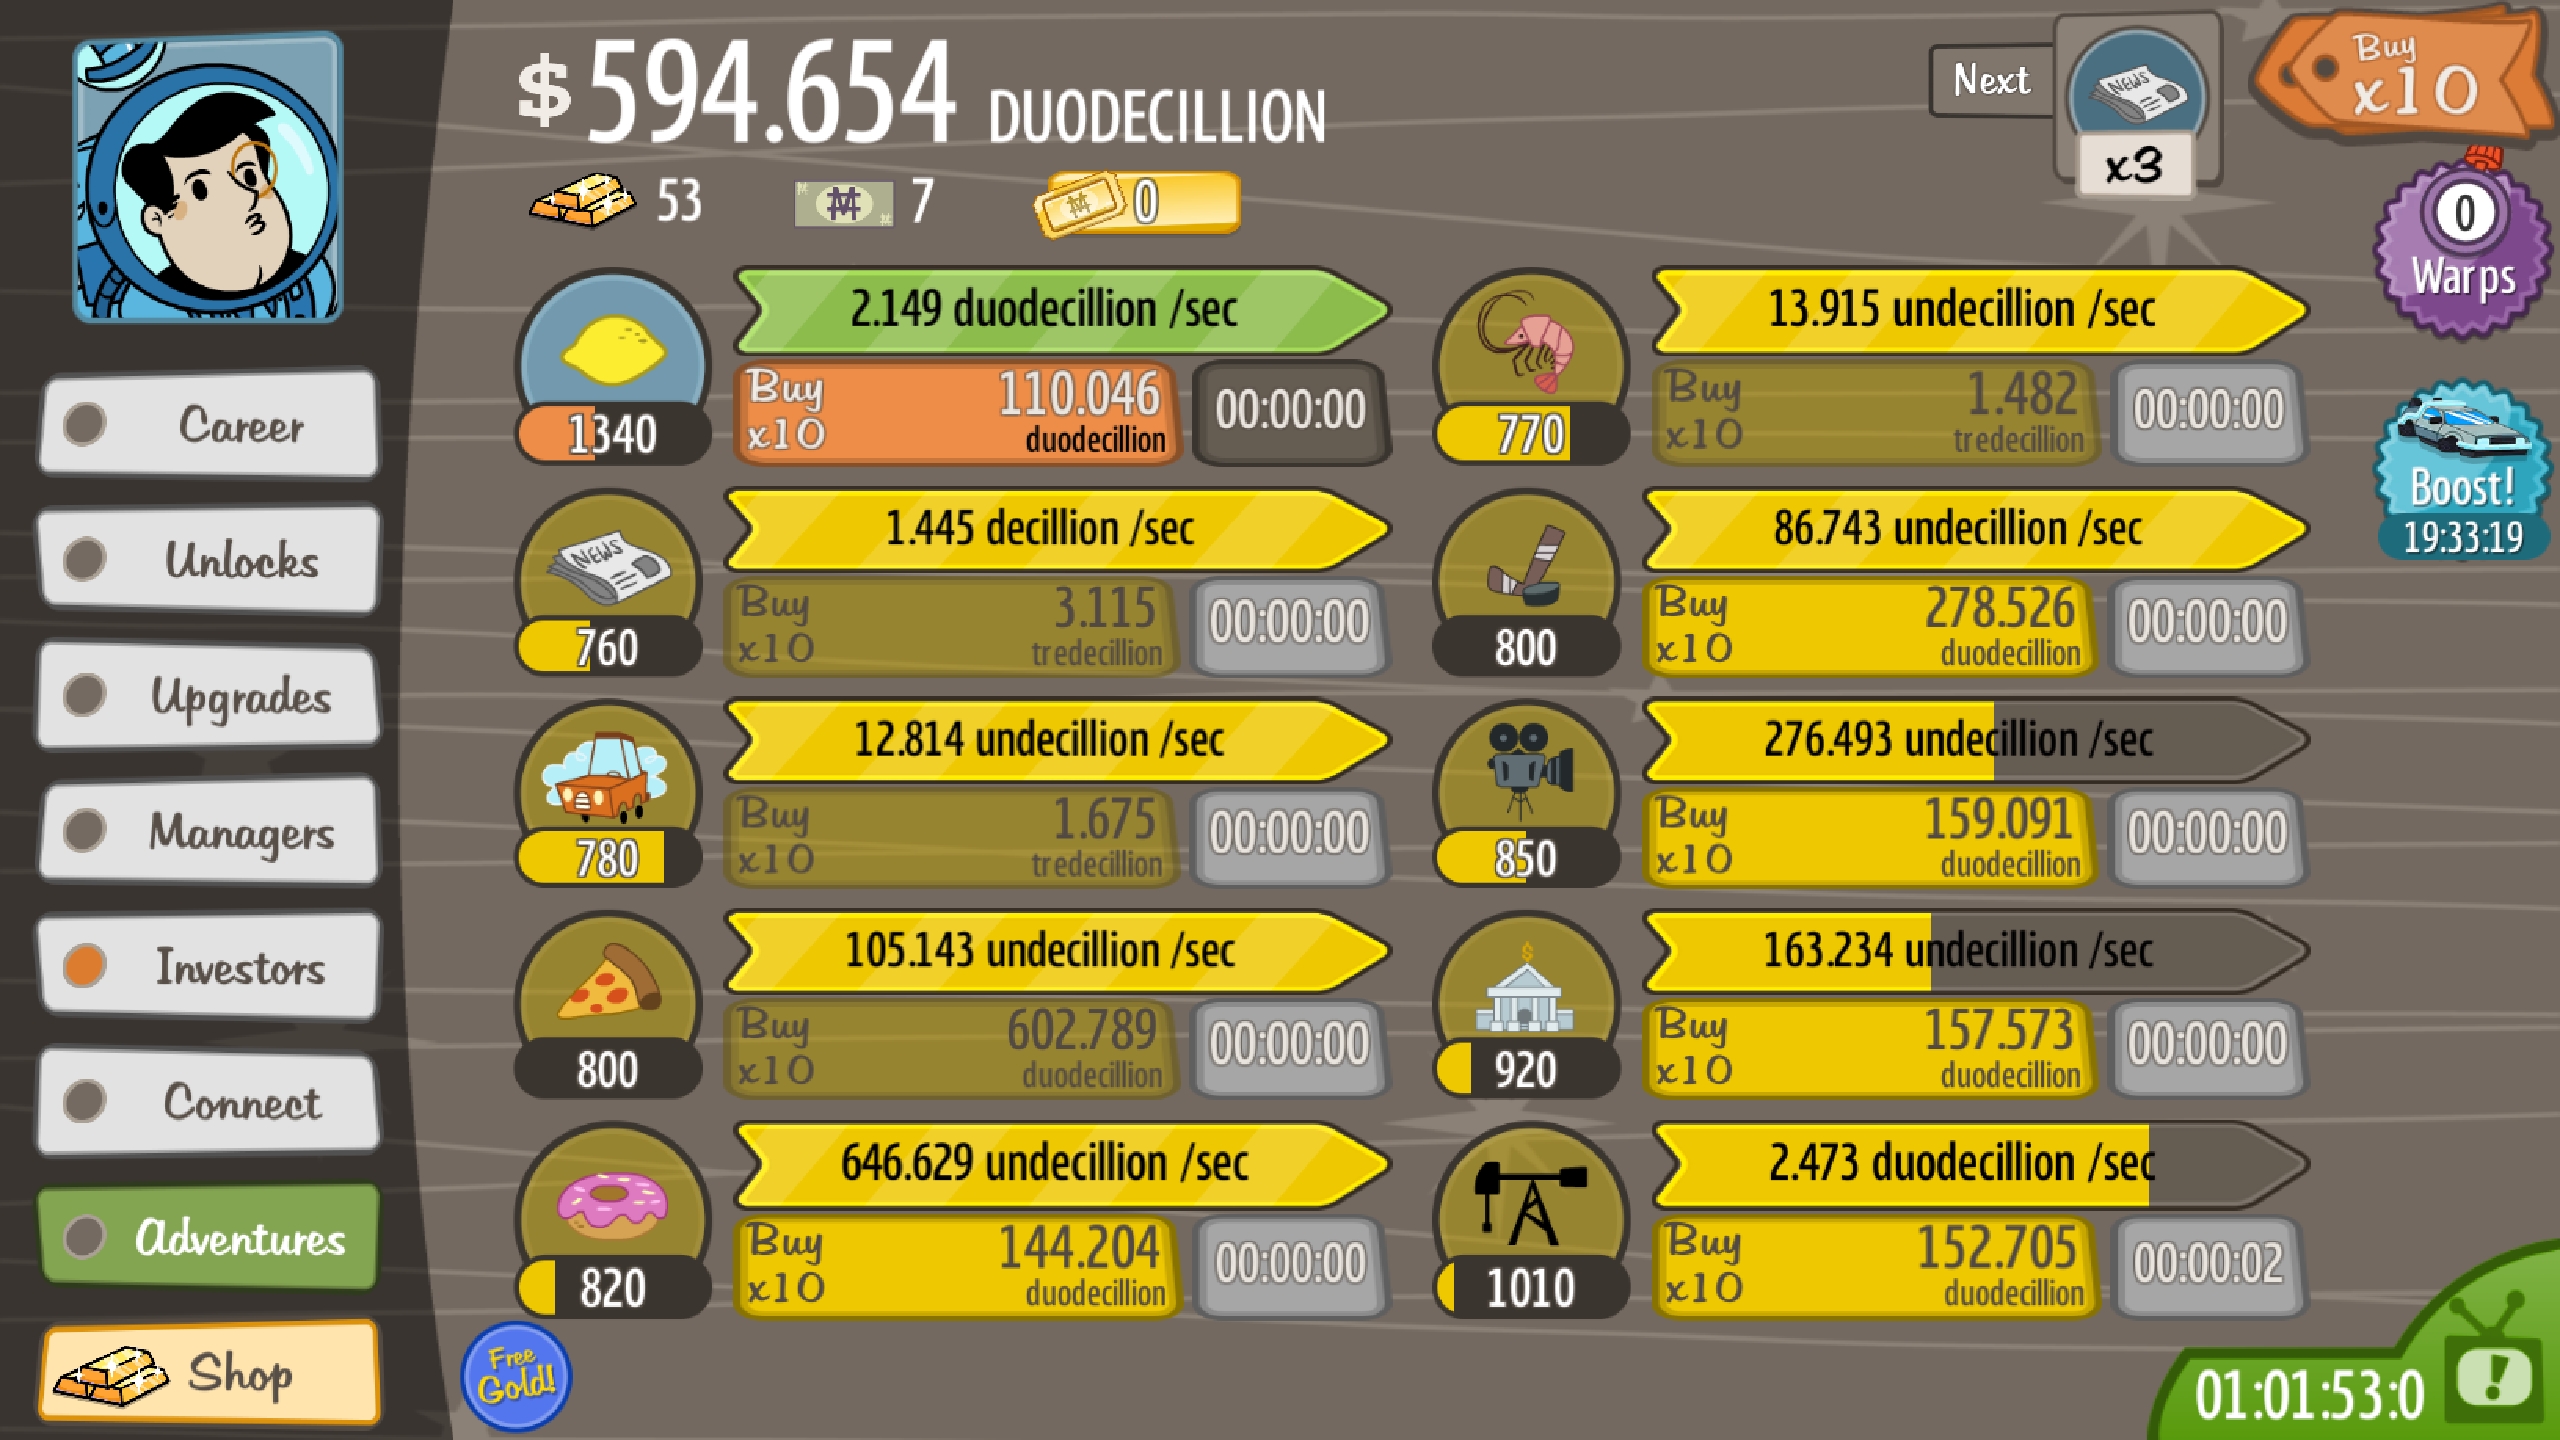 $594.654 DUODECILLION
53
7
0
Next
NEWS
x3
Buy
x10
0
Warps
Boost!
19:33:19
Career
Unlocks
Upgrades
Managers
Investors
Connect
Adventures
Shop
2.149 duodecillion /sec
1340
Buy x10
110.046
duodecillion
00:00:00
13.915 undecillion /sec
770
Buy x10
1.482
tredecillion
00:00:00
NEWS
1.445 decillion /sec
760
Buy x10
3.115
tredecillion
00:00:00
86.743 undecillion /sec
800
Buy x10
278.526
duodecillion
00:00:00
12.814 undecillion /sec
780
Buy x10
1.675
tredecillion
00:00:00
276.493 undecillion /sec
850
Buy x10
159.091
duodecillion
00:00:00
105.143 undecillion /sec
800
Buy x10
602.789
duodecillion
00:00:00
163.234 undecillion /sec
920
Buy x10
157.573
duodecillion
00:00:00
646.629 undecillion /sec
820
Buy x10
144.204
duodecillion
00:00:00
2.473 duodecillion /sec
1010
Buy x10
152.705
duodecillion
00:00:02
Free
Gold!
01:01:53:0
!